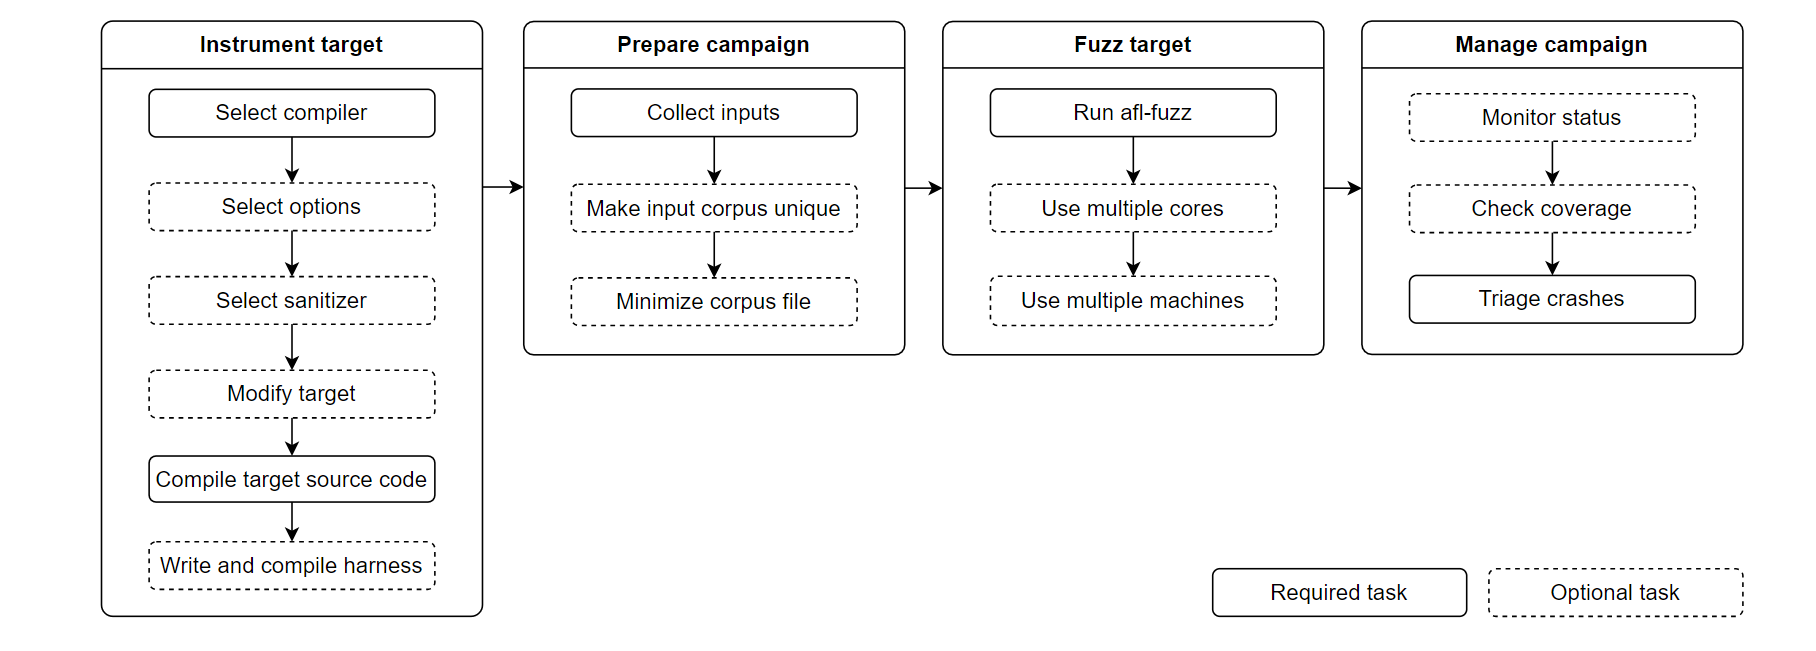 Instrument target
Select compiler
Select options
Select sanitizer
Modify target
Compile target source code
Write and compile harness
Prepare campaign
Collect inputs
Make input corpus unique
Minimize corpus file
Fuzz target
Run afl-fuzz
Use multiple cores
Use multiple machines
Manage campaign
Monitor status
Check coverage
Triage crashes
Required task
Optional task